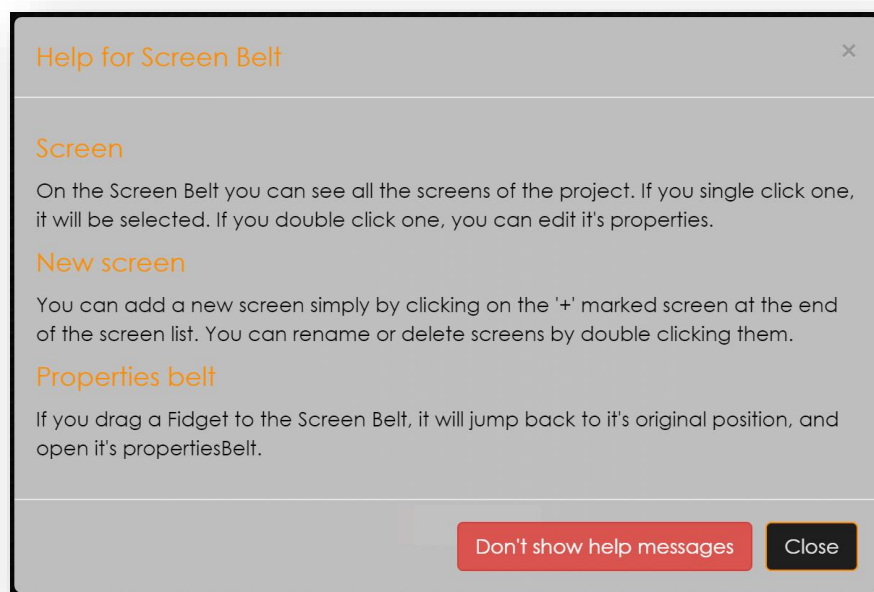 Help for Screen Belt
×
Screen
On the Screen Belt you can see all the screens of the project. If you single click one,
it will be selected. If you double click one, you can edit it's properties.
New screen
You can add a new screen simply by clicking on the '+' marked screen at the end
of the screen list. You can rename or delete screens by double clicking them.
Properties belt
If you drag a Fidget to the Screen Belt, it will jump back to it's original position, and
open it's propertiesBelt.
Don't show help messages
Close